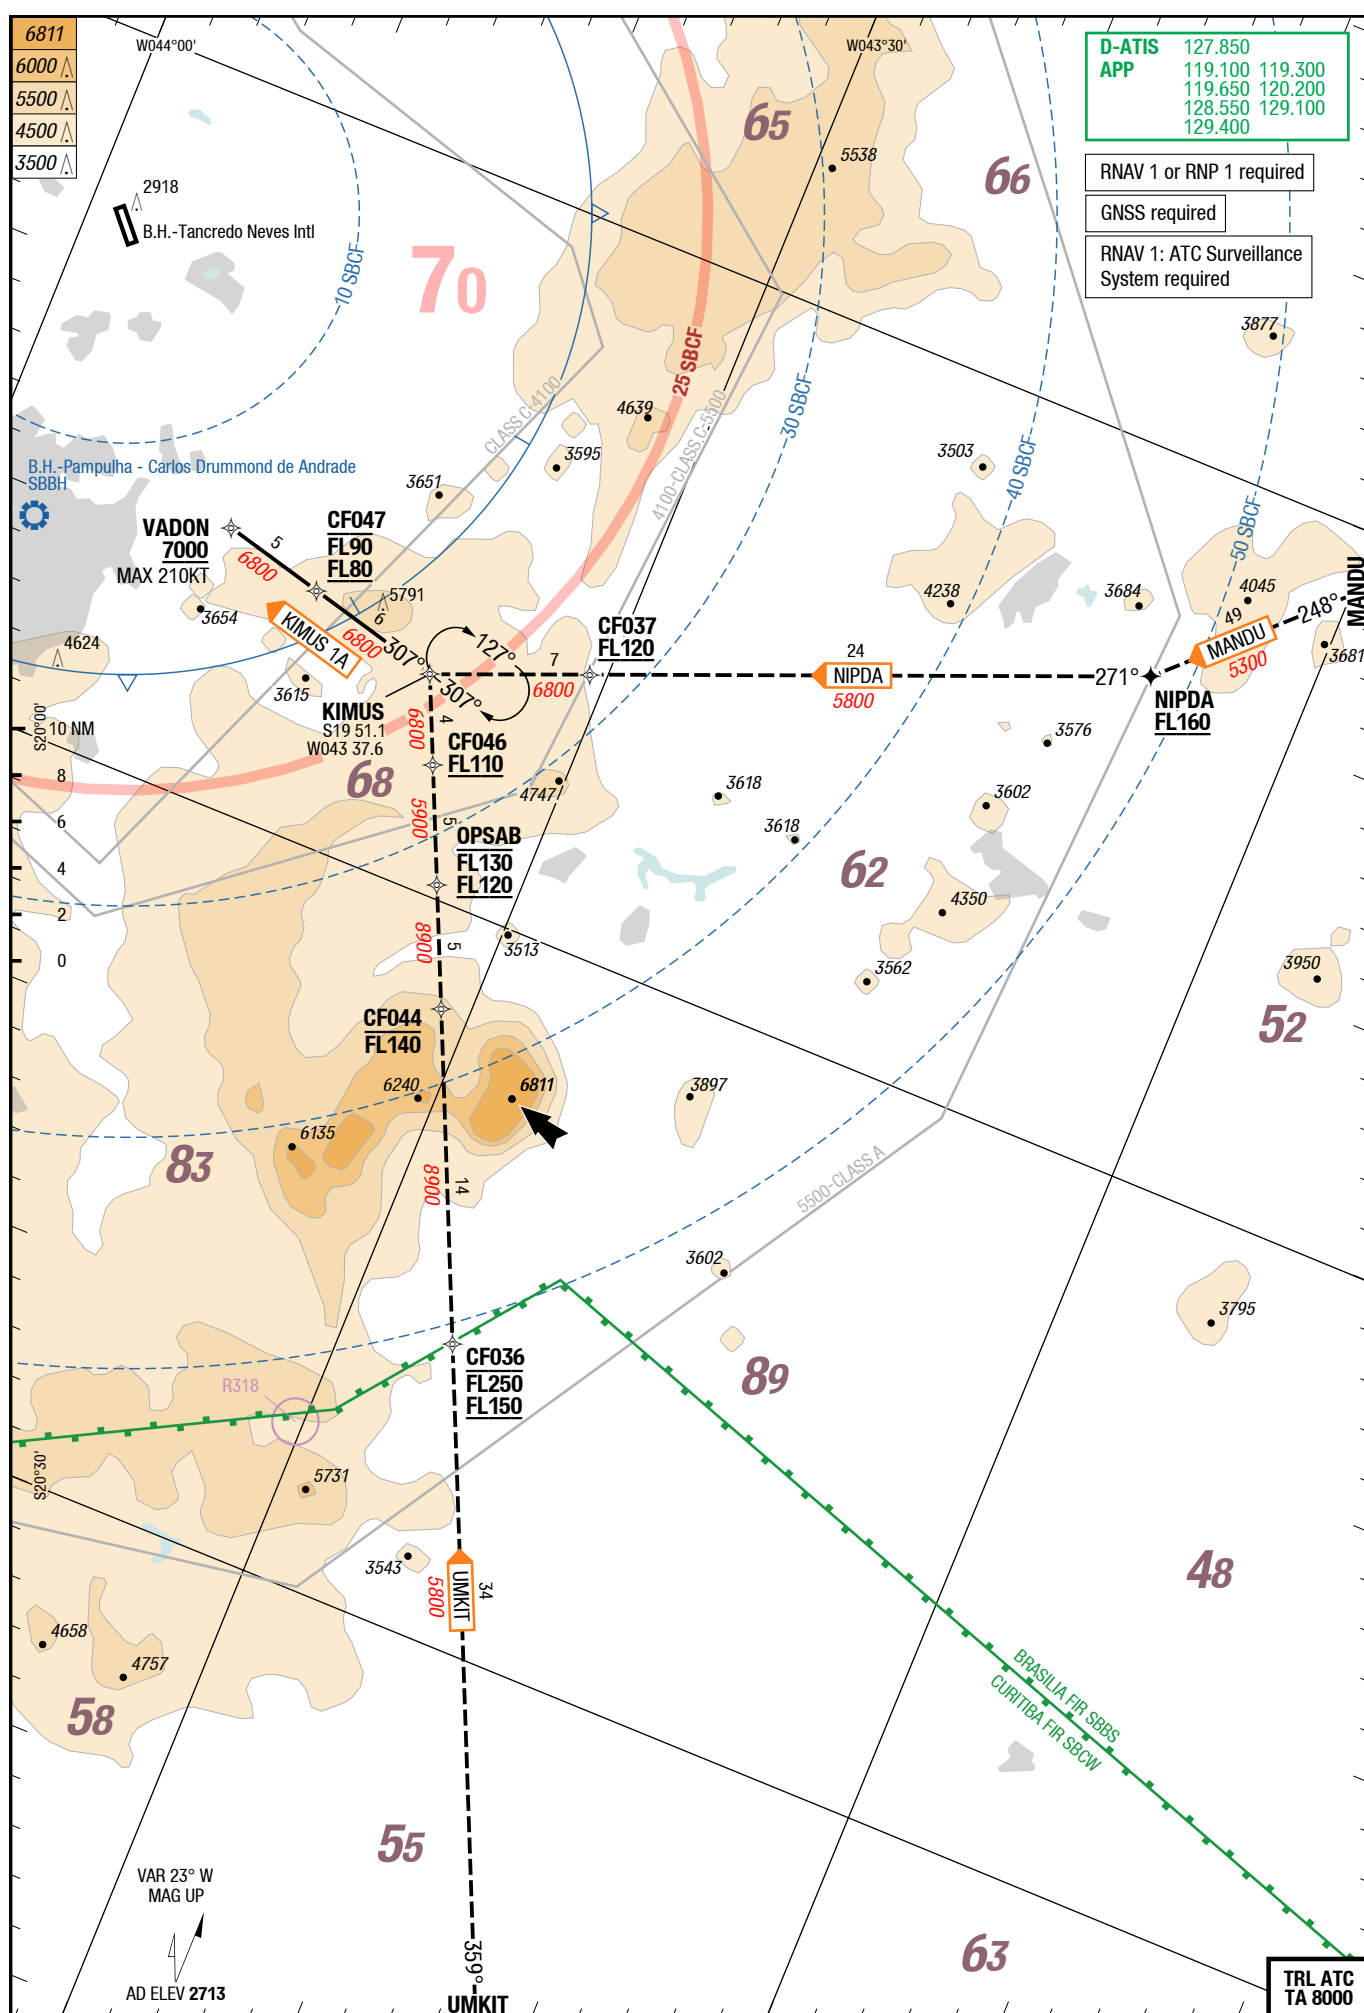 6811
6000
5500
4500
3500
W044°00'
W043°30'
D-ATIS 127.850
APP 119.100 119.300
119.650 120.200
128.550 129.100
129.400
RNAV 1 or RNP 1 required
GNSS required
RNAV 1: ATC Surveillance
System required
65
5538
66
2918
B.H.-Tancredo Neves Intl
10 SBCF
70
3877
25 SBCF
30 SBCF
40 SBCF
50 SBCF
CLASS C-4100
4100-CLASS C-5500
4639
3595
3651
3503
B.H.-Pampulha - Carlos Drummond de Andrade
SBBH
VADON
7000
MAX 210KT
5
6800
CF047
FL90
FL80
5791
6
6800
307°
KIMUS 1A
3654
4624
3615
127°
307°
KIMUS
S19 51.1
W043 37.6
CF037
FL120
7
6800
24
NIPDA
5800
271°
NIPDA
FL160
4238
3684
4045
49
MANDU
5300
248°
MANDU
3681
S20°00'
10 NM
8
6
4
2
0
4
6800
CF046
FL110
68
4747
3618
3618
3576
3602
62
4350
3562
3950
52
5
5900
OPSAB
FL130
FL120
3513
5
8900
CF044
FL140
6240
6811
3897
6135
83
14
8900
5500-CLASS A
3602
3795
CF036
FL250
FL150
89
R318
S20°30'
5731
3543
34
UMKIT
5800
48
4658
4757
58
BRASILIA FIR SBBS
CURITIBA FIR SBCW
55
63
VAR 23° W
MAG UP
AD ELEV 2713
359°
UMKIT
TRL ATC
TA 8000